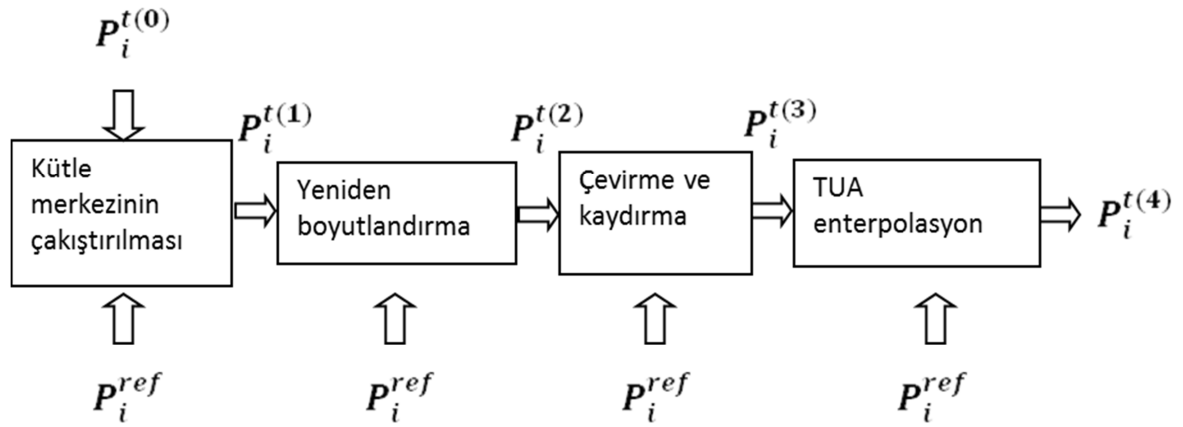 P_i^{t(0)}
P_i^{t(1)}
P_i^{t(2)}
P_i^{t(3)}
Kütle
merkezinin
çakıştırılması
Yeniden
boyutlandırma
Çevirme ve
kaydırma
TUA
enterpolasyon
P_i^{t(4)}
P_i^{ref}
P_i^{ref}
P_i^{ref}
P_i^{ref}